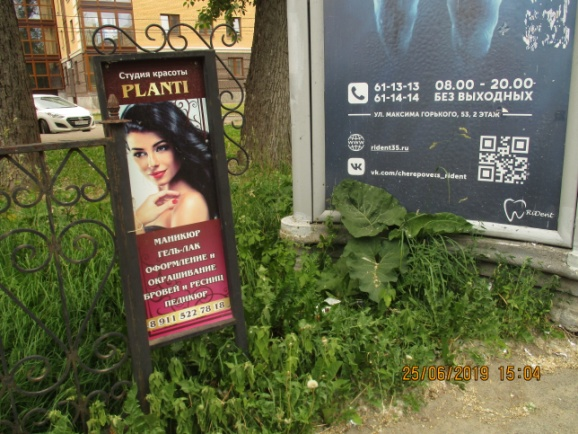 Студия красоты
PLANTI
МАНИКЮР
ГЕЛЬ-ЛАК
ОФОРМЛЕНИЕ и
ОКРАШИВАНИЕ
БРОВЕЙ и РЕСНИЦ
ПЕДИКЮР
8 911 522 78 18
61-13-13
61-14-14
08.00 - 20.00
БЕЗ ВЫХОДНЫХ
УЛ. МАКСИМА ГОРЬКОГО, 53, 2 ЭТАЖ
rident35.ru
vk.com/cherepovets_rident
RiDent
25/06/2019 15:04